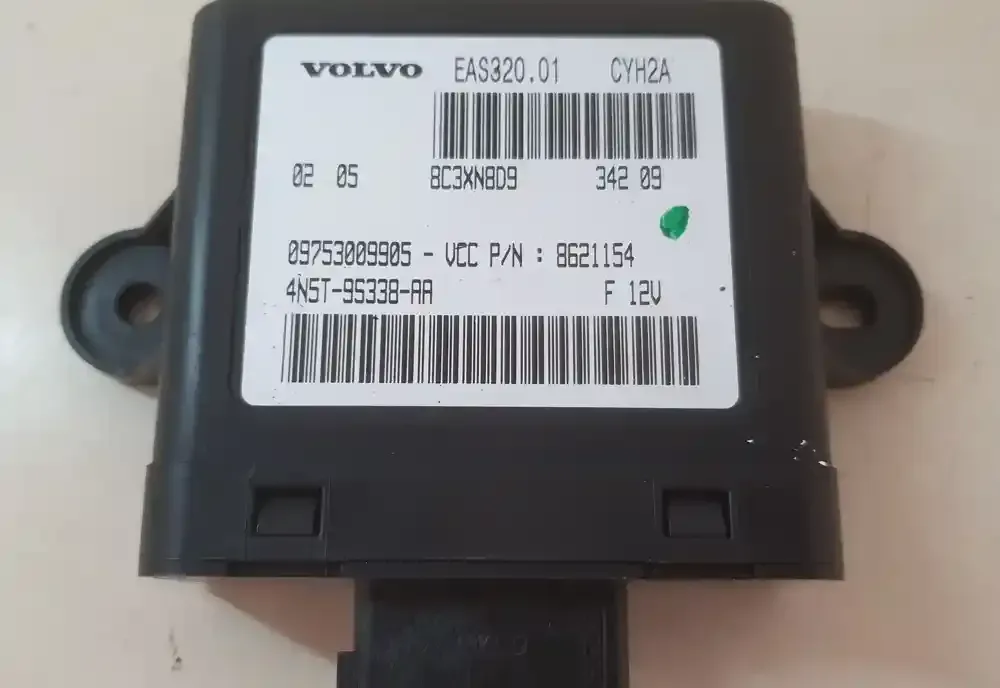 VOLVO EAS320.01 CYH2A
02 05 8C3XN8D9 342 09
09753009905 - VCC P/N : 8621154
4N5T-9S338-AA F 12V